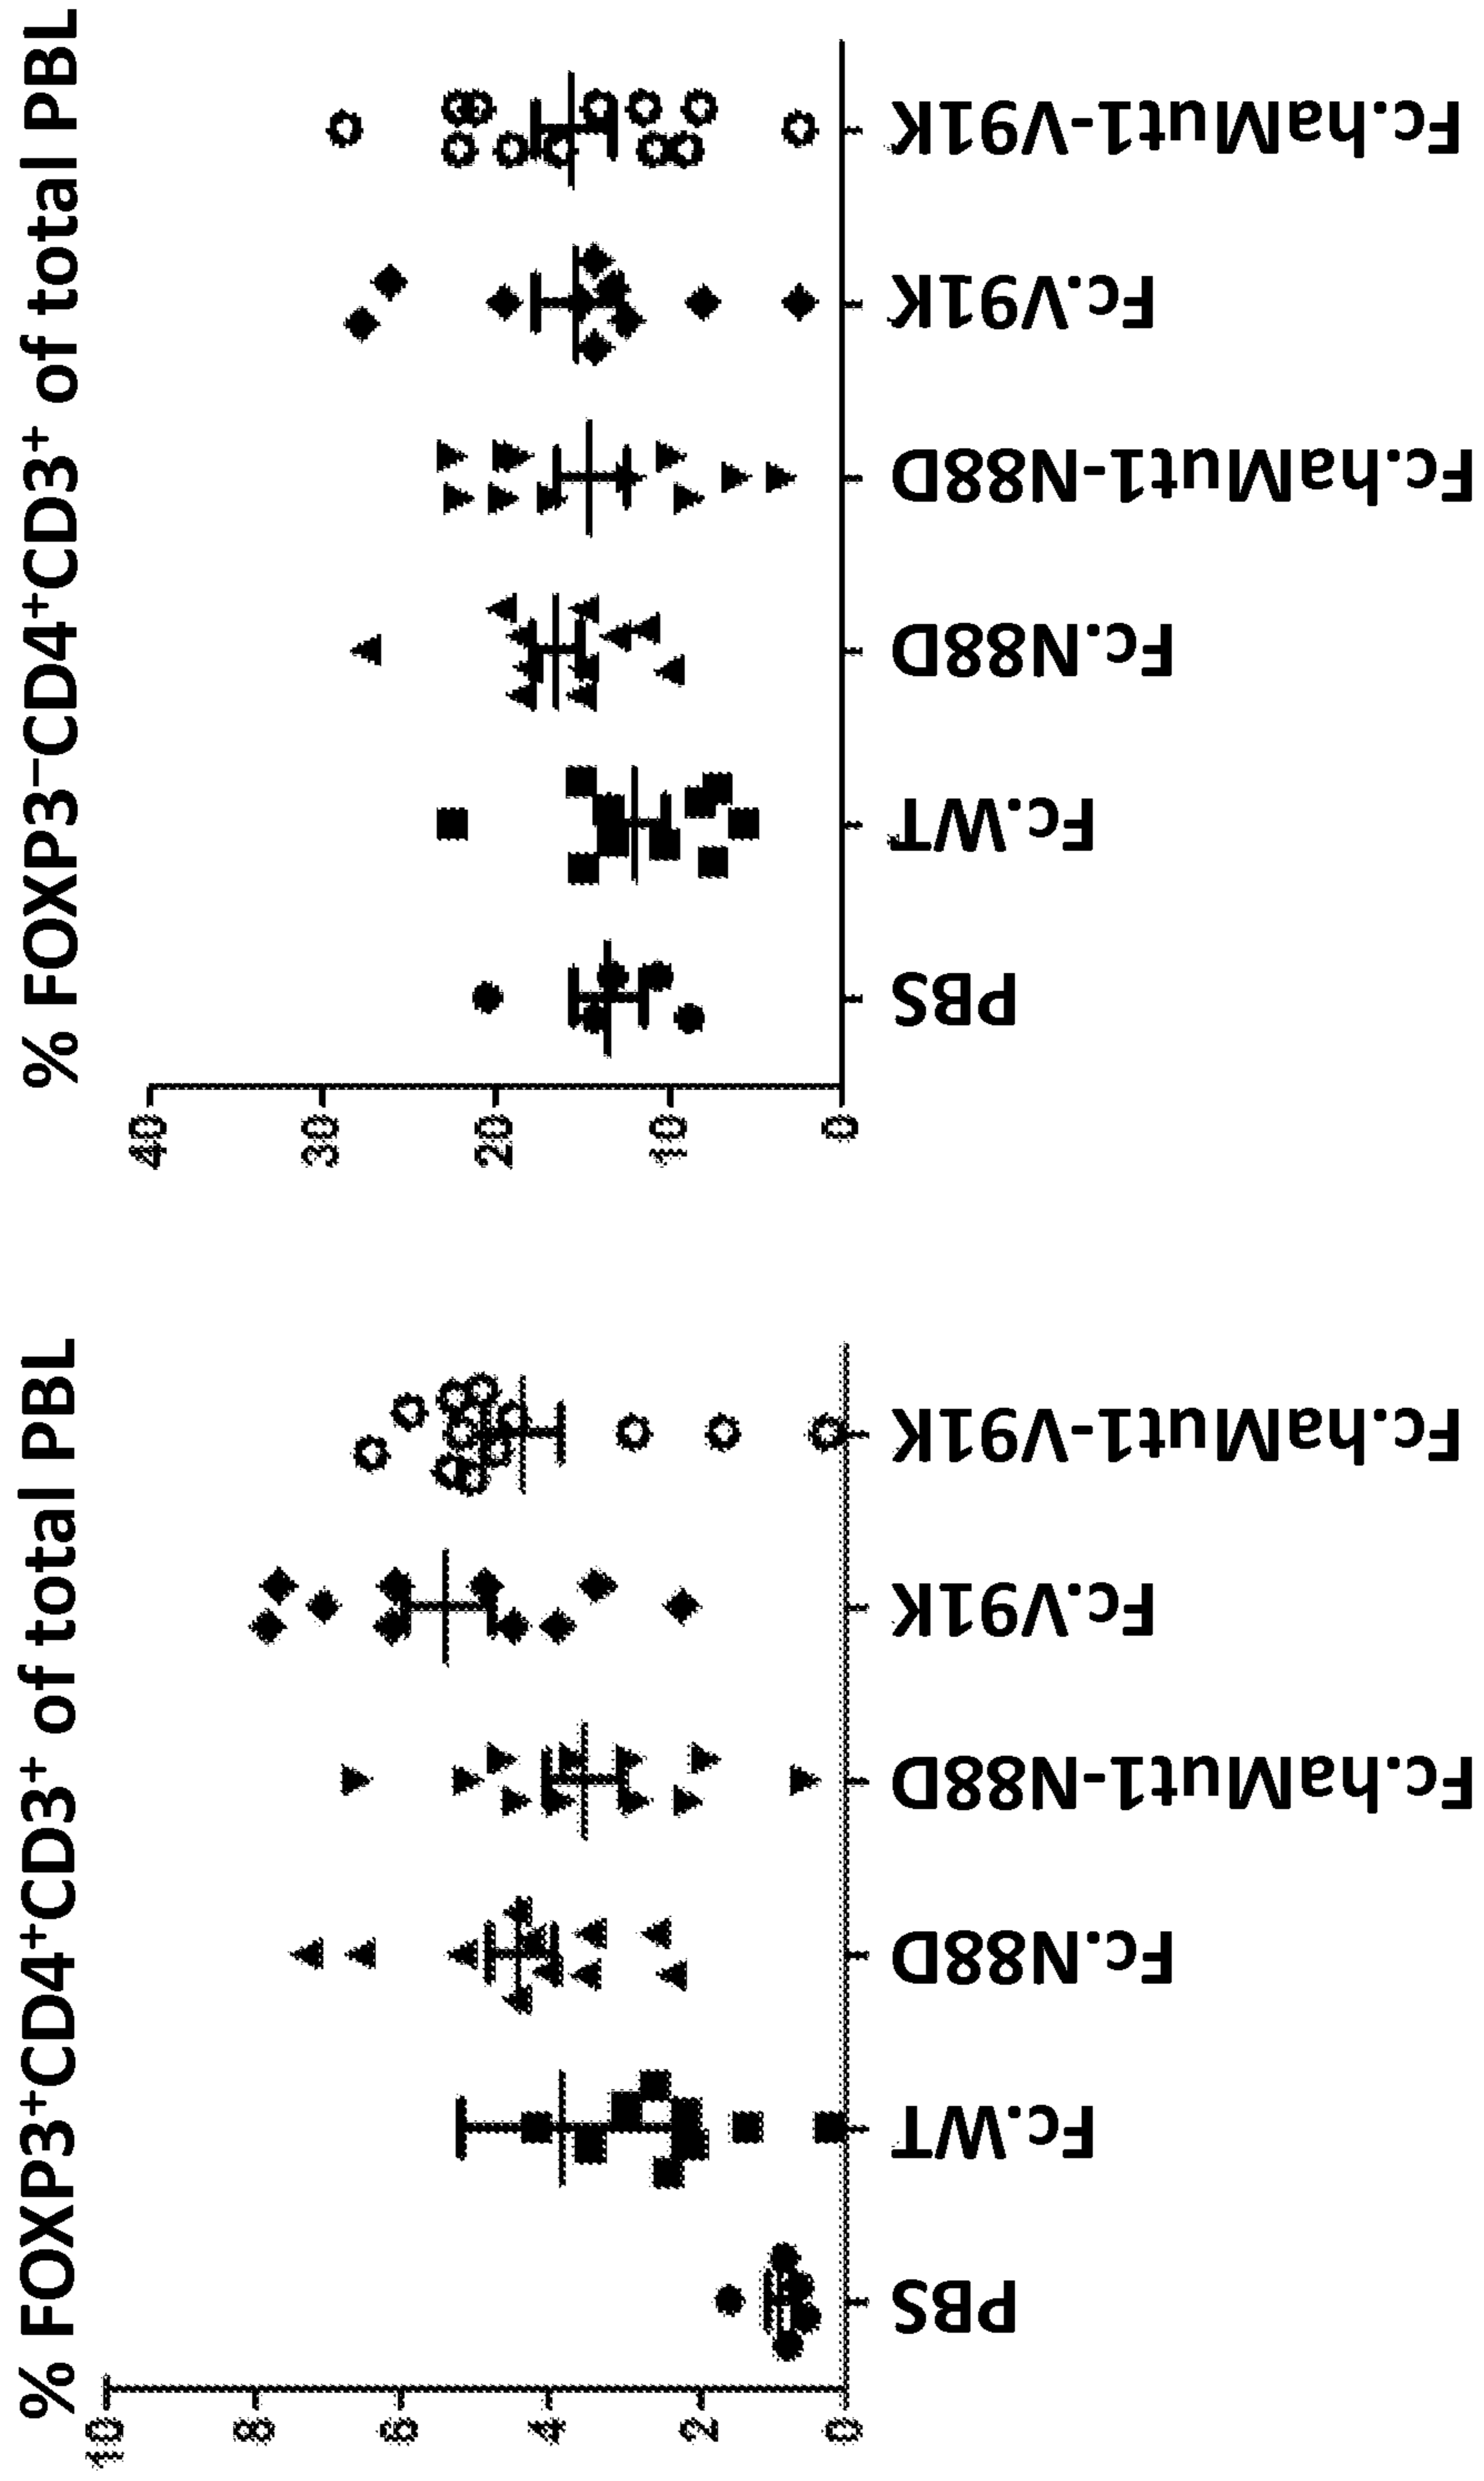 % FOXP3⁺CD4⁺CD3⁺ of total PBL
10
8
6
4
2
0
PBS
Fc.WT
Fc.N88D
Fc.haMut1-N88D
Fc.V91K
Fc.haMut1-V91K
% FOXP3⁻CD4⁺CD3⁺ of total PBL
40
30
20
10
0
PBS
Fc.WT
Fc.N88D
Fc.haMut1-N88D
Fc.V91K
Fc.haMut1-V91K